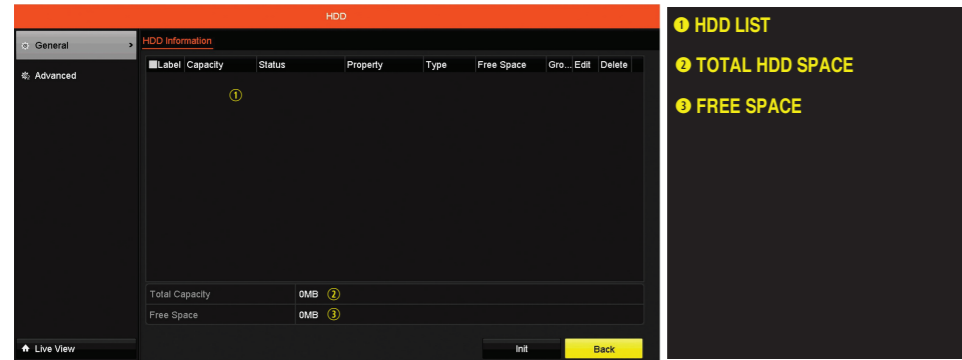 HDD
General >
HDD Information
Advanced
Label Capacity Status Property Type Free Space Gro... Edit Delete
①
Total Capacity 0MB ②
Free Space 0MB ③
Live View
Init Back
❶ HDD LIST
❷ TOTAL HDD SPACE
❸ FREE SPACE